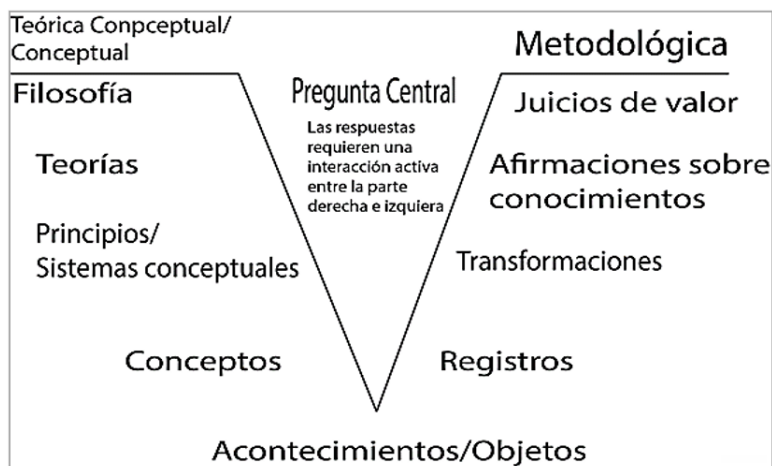 Teórica Conpceptual/
Conceptual
Filosofía
Teorías
Principios/
Sistemas conceptuales
Conceptos
Pregunta Central
Las respuestas
requieren una
interacción activa
entre la parte
derecha e izquiera
Metodológica
Juicios de valor
Afirmaciones sobre
conocimientos
Transformaciones
Registros
Acontecimientos/Objetos